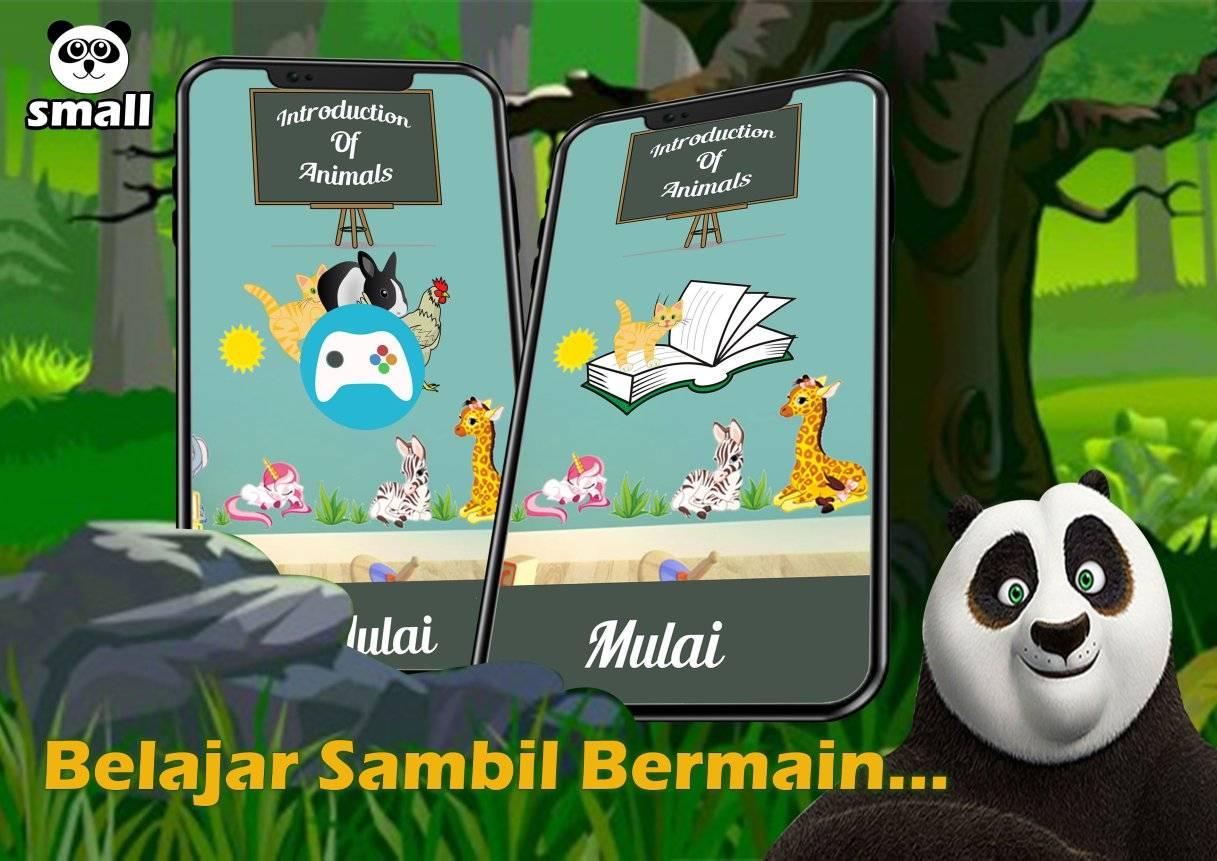 small
Introduction
Of
Animals
Introduction
Of
Animals
Mulai
Mulai
Belajar Sambil Bermain...